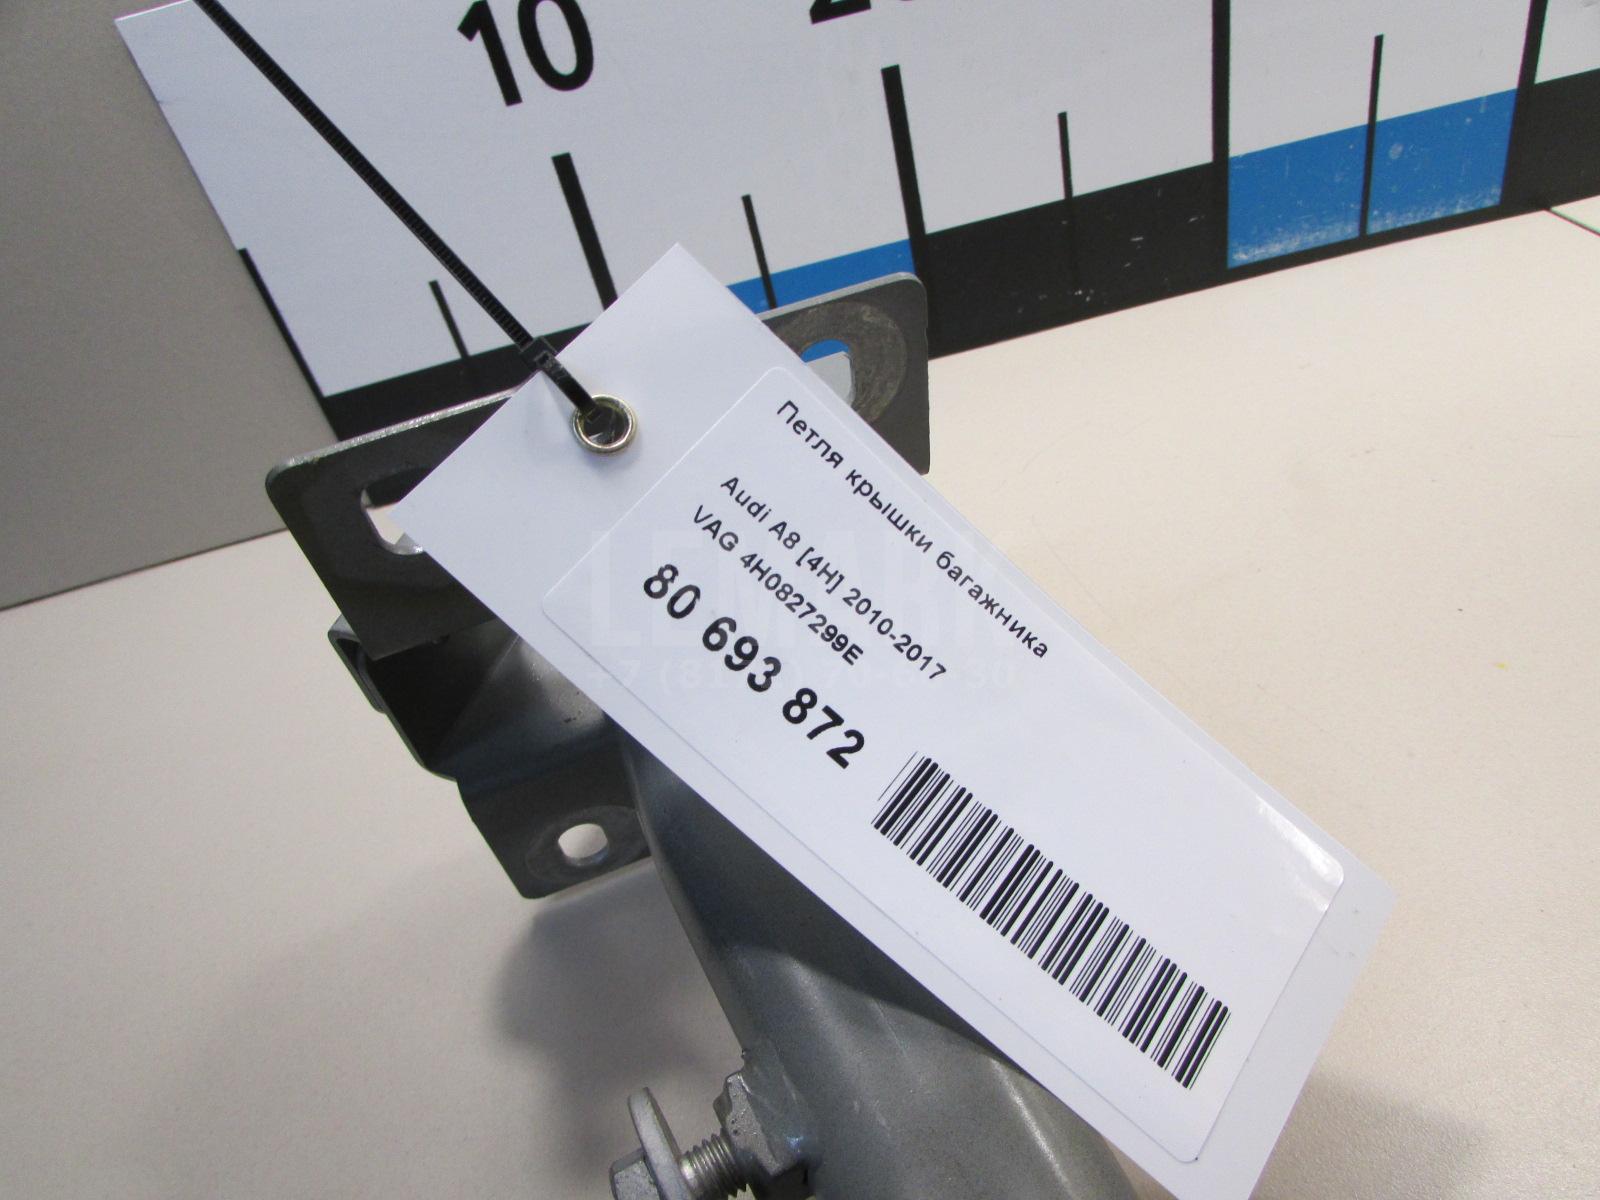 10
Петля крышки багажника
Audi A8 [4H] 2010-2017
VAG 4H0827299E
80 693 872